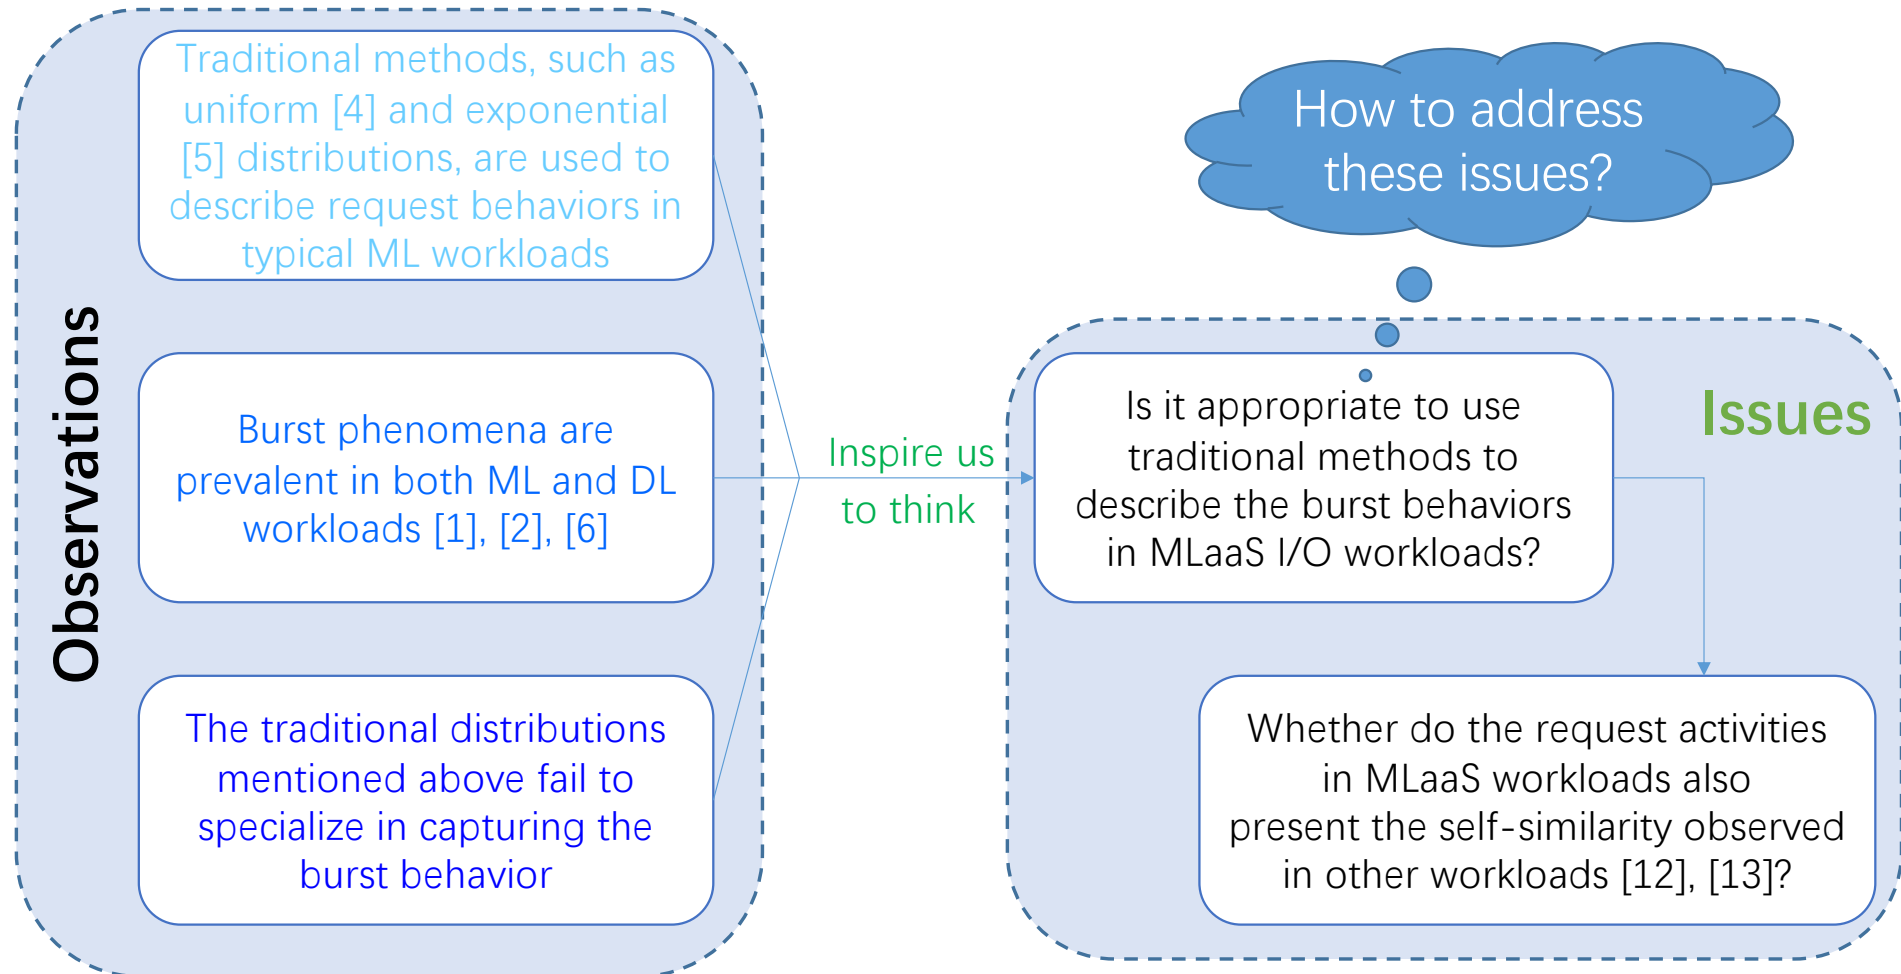 Observations
Traditional methods, such as
uniform [4] and exponential
[5] distributions, are used to
describe request behaviors in
typical ML workloads
Burst phenomena are
prevalent in both ML and DL
workloads [1], [2], [6]
The traditional distributions
mentioned above fail to
specialize in capturing the
burst behavior
Inspire us
to think
How to address
these issues?
Issues
Is it appropriate to use
traditional methods to
describe the burst behaviors
in MLaaS I/O workloads?
Whether do the request activities
in MLaaS workloads also
present the self-similarity observed
in other workloads [12], [13]?